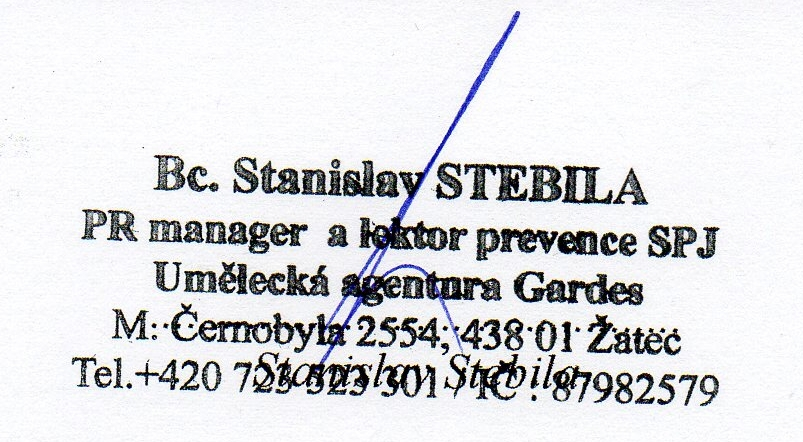 Bc. Stanislav STEBILA
PR manager a lektor prevence SPJ
Umělecká agentura Gardes
M. Černobyla 2554, 438 01 Žatec
Tel.+420 723 523 301 / IČ : 87982579
Stanislav Stebila